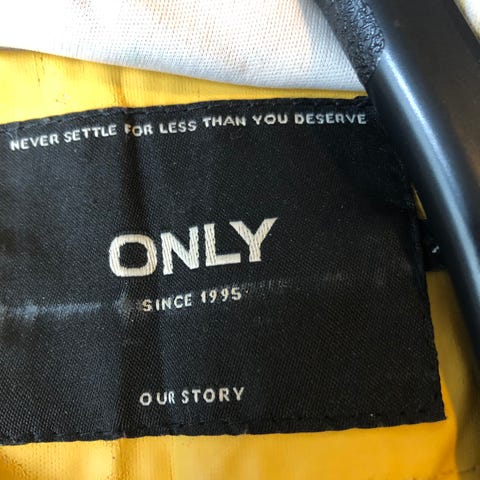 NEVER SETTLE FOR LESS THAN YOU DESERVE
ONLY
SINCE 1995
OUR STORY